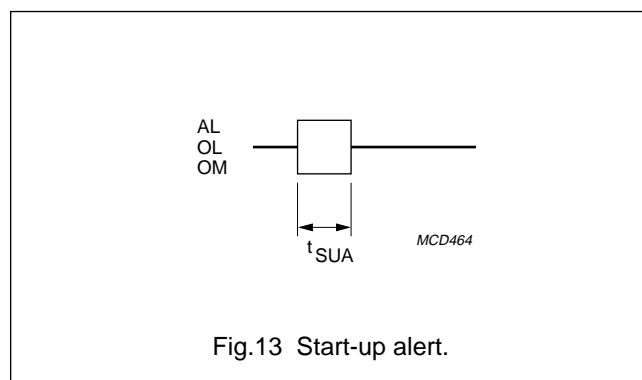 AL
OL
OM
tSUA
MCD464
Fig.13 Start-up alert.